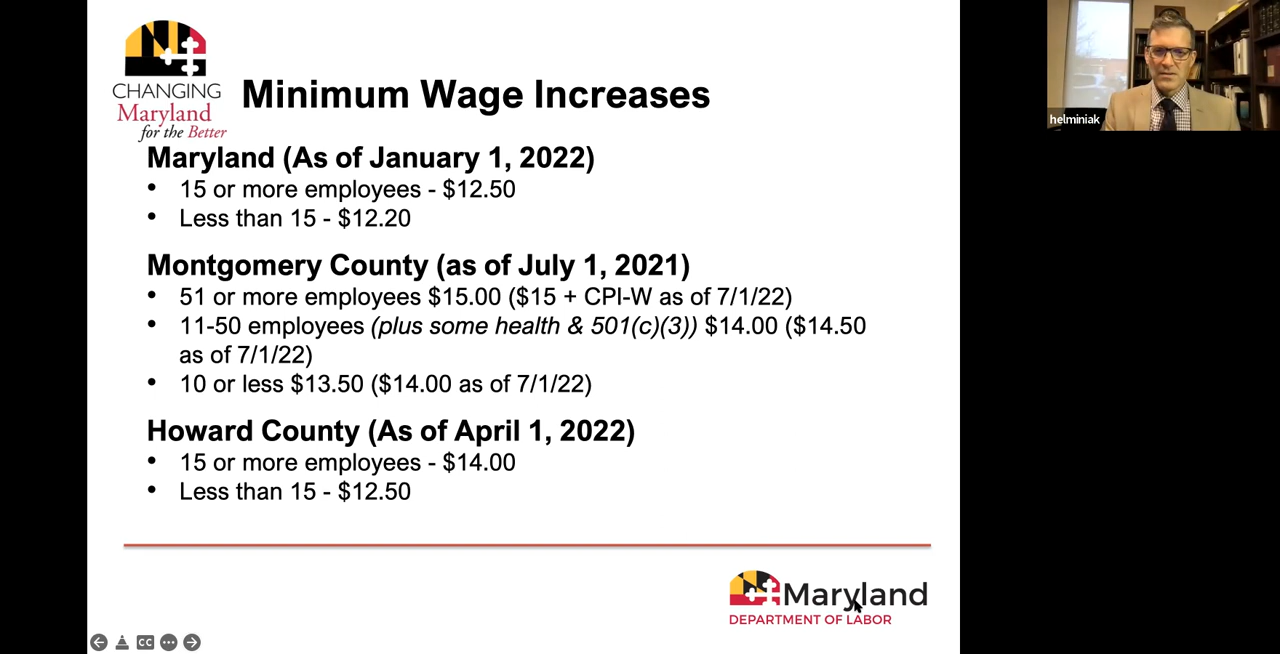 CHANGING
Maryland
for the Better
Minimum Wage Increases
Maryland (As of January 1, 2022)
• 15 or more employees - $12.50
• Less than 15 - $12.20
Montgomery County (as of July 1, 2021)
• 51 or more employees $15.00 ($15 + CPI-W as of 7/1/22)
• 11-50 employees (plus some health & 501(c)(3)) $14.00 ($14.50
as of 7/1/22)
• 10 or less $13.50 ($14.00 as of 7/1/22)
Howard County (As of April 1, 2022)
• 15 or more employees - $14.00
• Less than 15 - $12.50
Maryland
DEPARTMENT OF LABOR
CC
helminiak